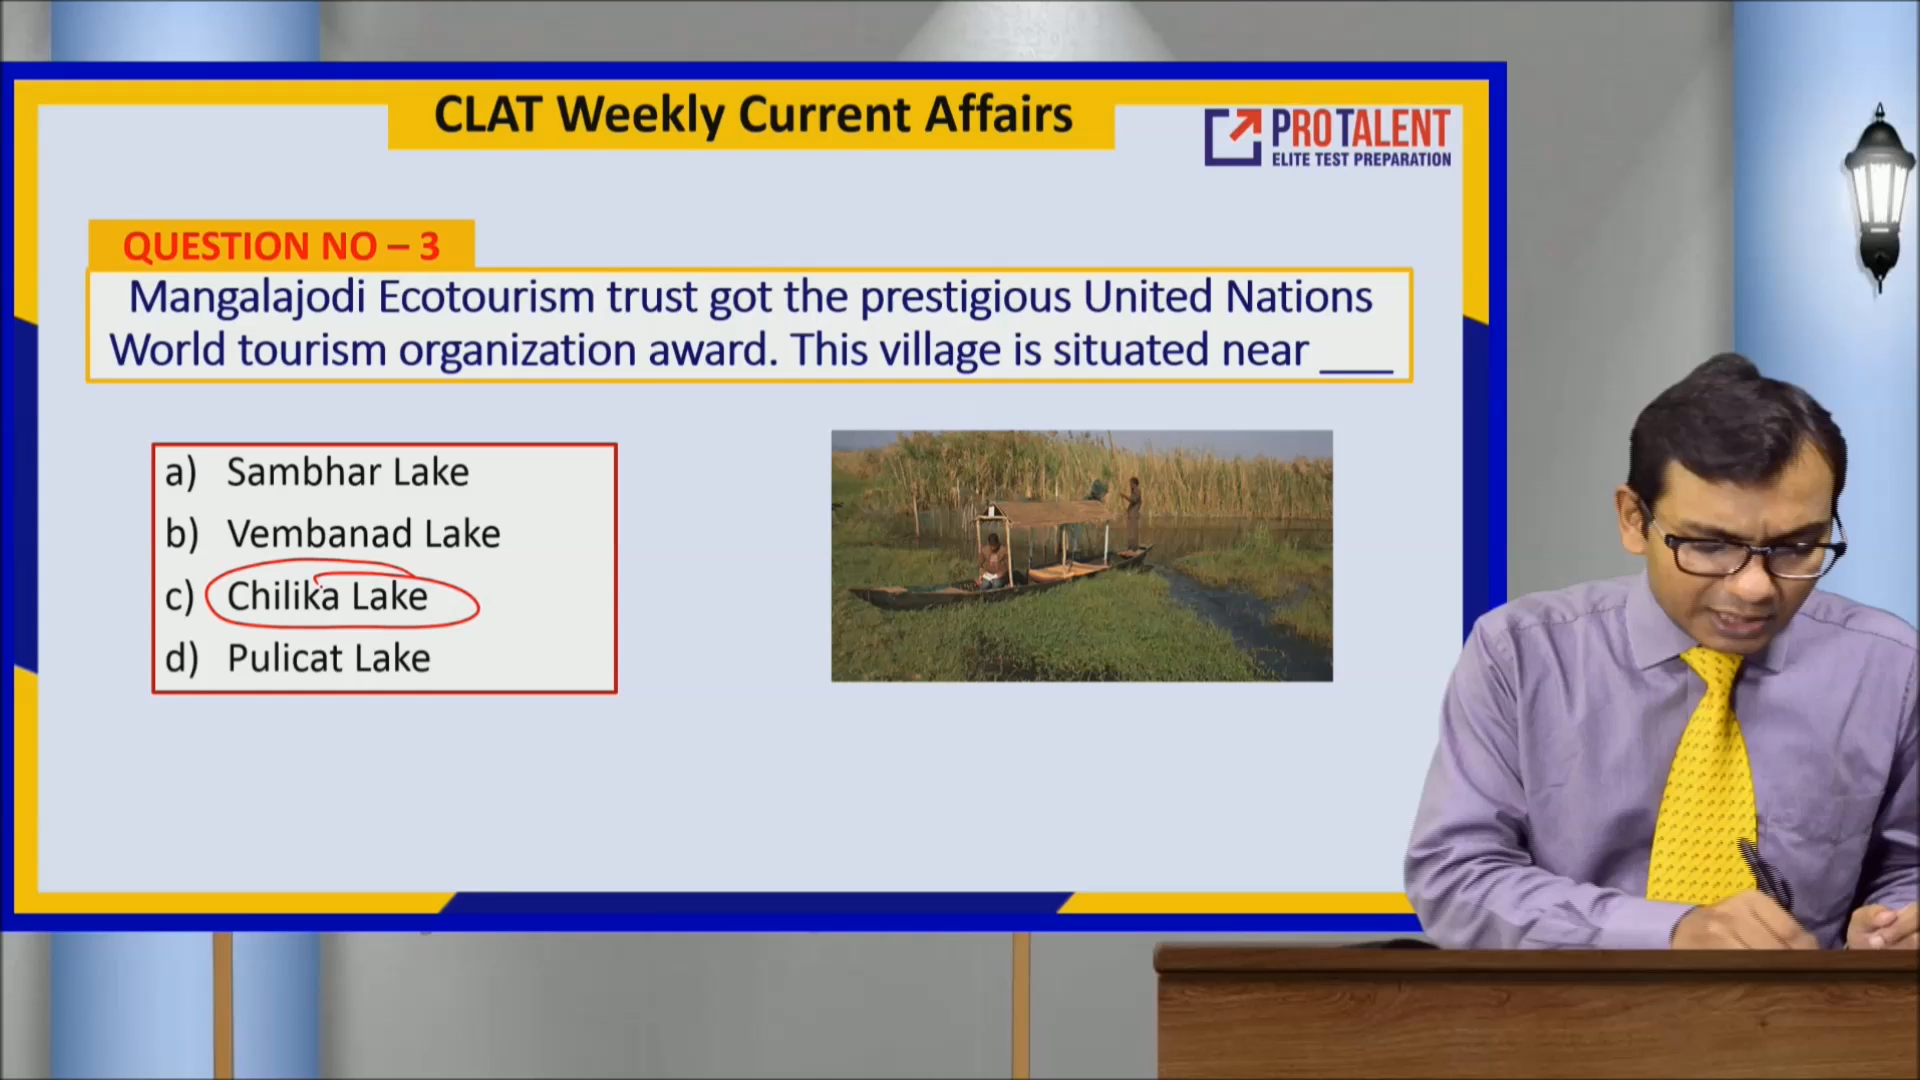 CLAT Weekly Current Affairs
PROTALENT
ELITE TEST PREPARATION
QUESTION NO – 3
Mangalajodi Ecotourism trust got the prestigious United Nations
World tourism organization award. This village is situated near ____
a) Sambhar Lake
b) Vembanad Lake
c) Chilika Lake
d) Pulicat Lake